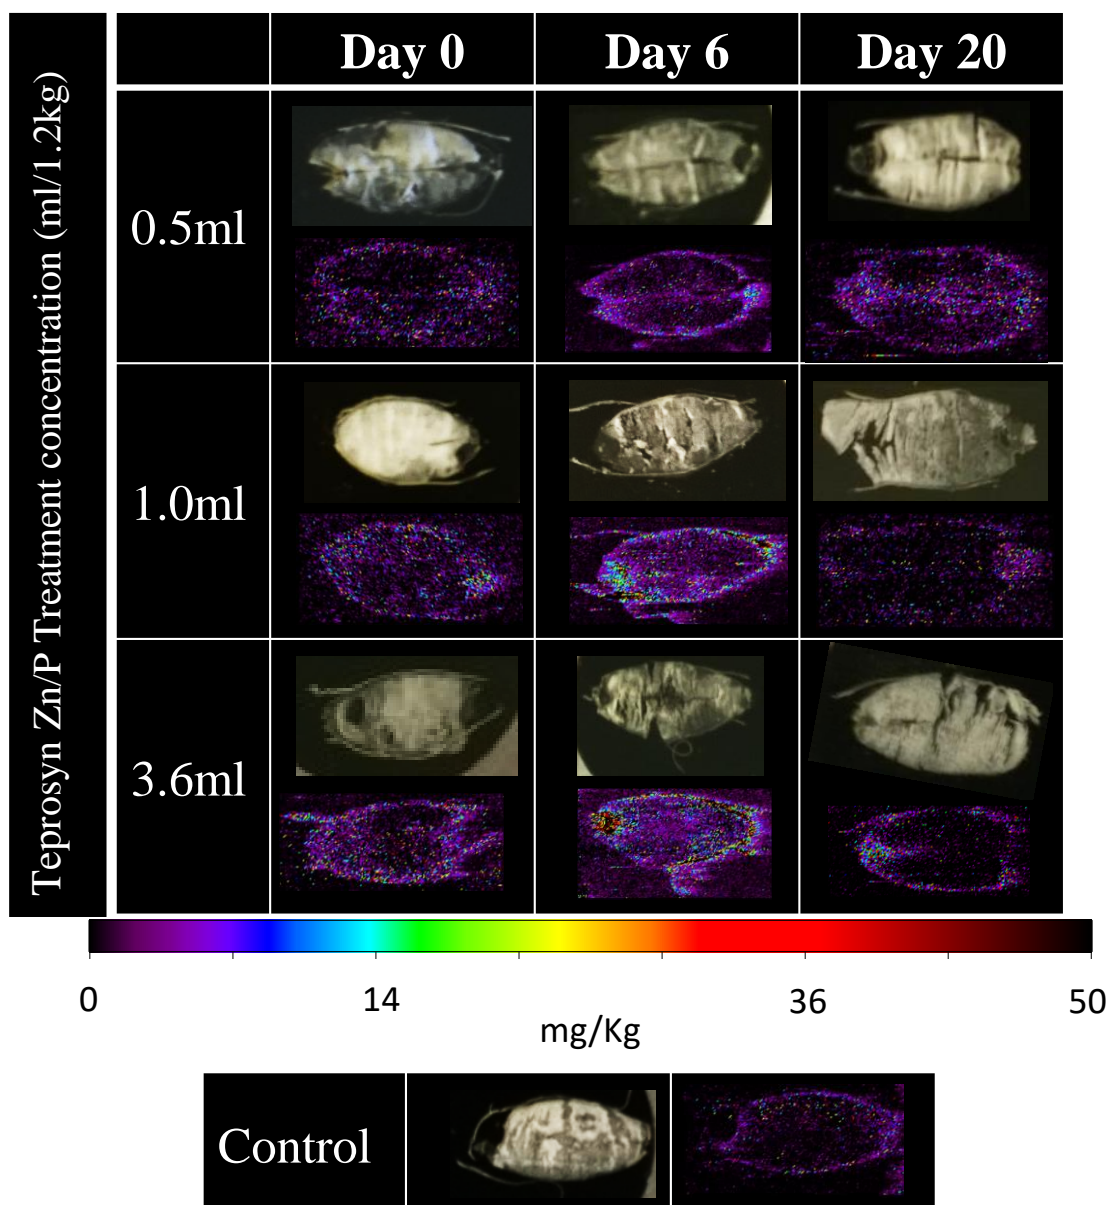 Teprosyn Zn/P Treatment concentration (ml/1.2kg)
Day 0
Day 6
Day 20
0.5ml
1.0ml
3.6ml
0
14
36
50
mg/Kg
Control